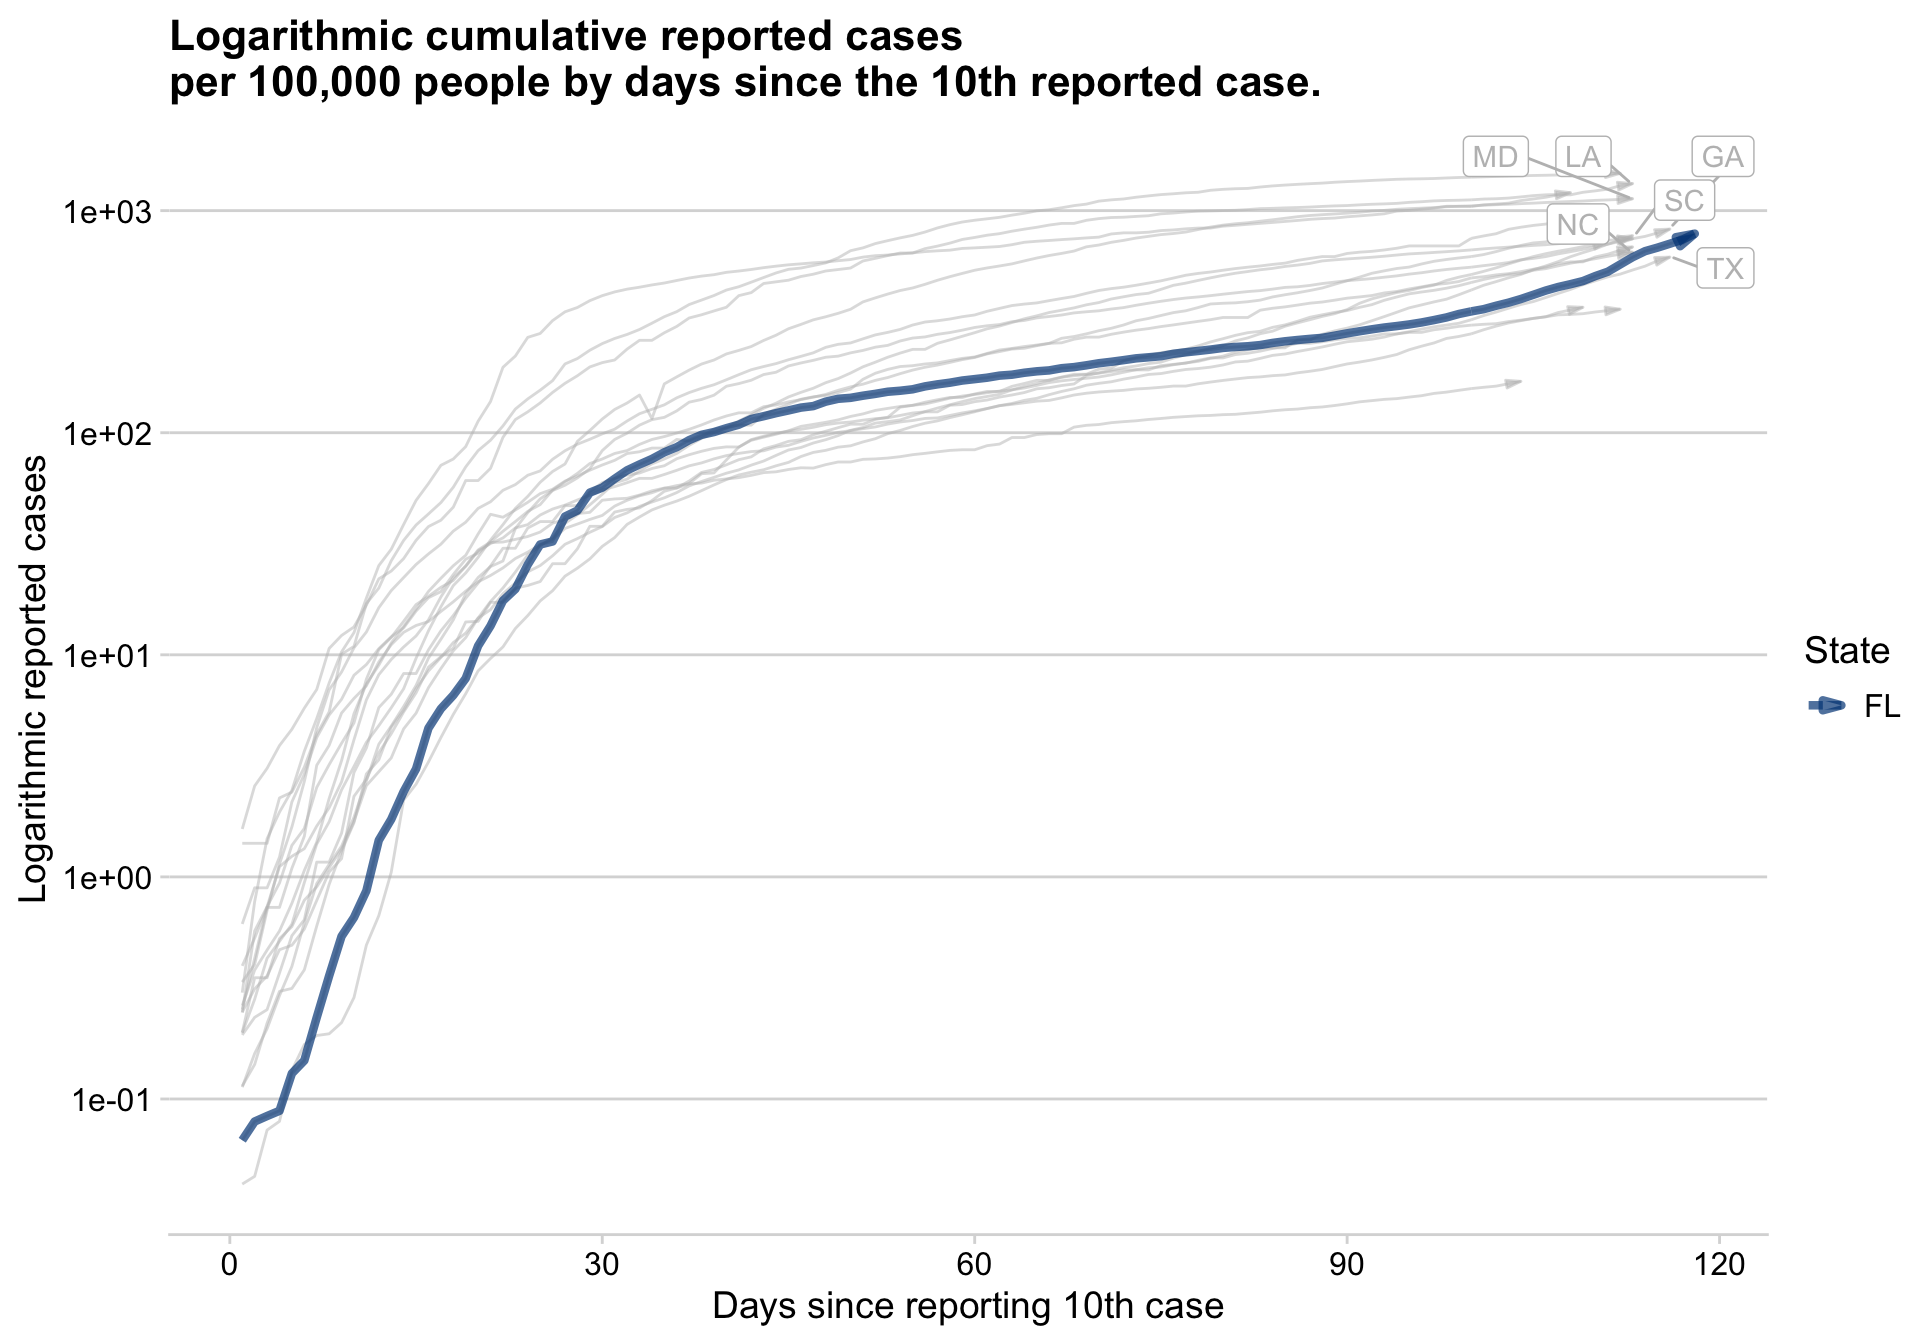 Logarithmic cumulative reported cases
per 100,000 people by days since the 10th reported case.
MD
LA
GA
SC
NC
TX
1e+03
1e+02
1e+01
1e+00
1e-01
Logarithmic reported cases
0
30
60
90
120
Days since reporting 10th case
State
FL